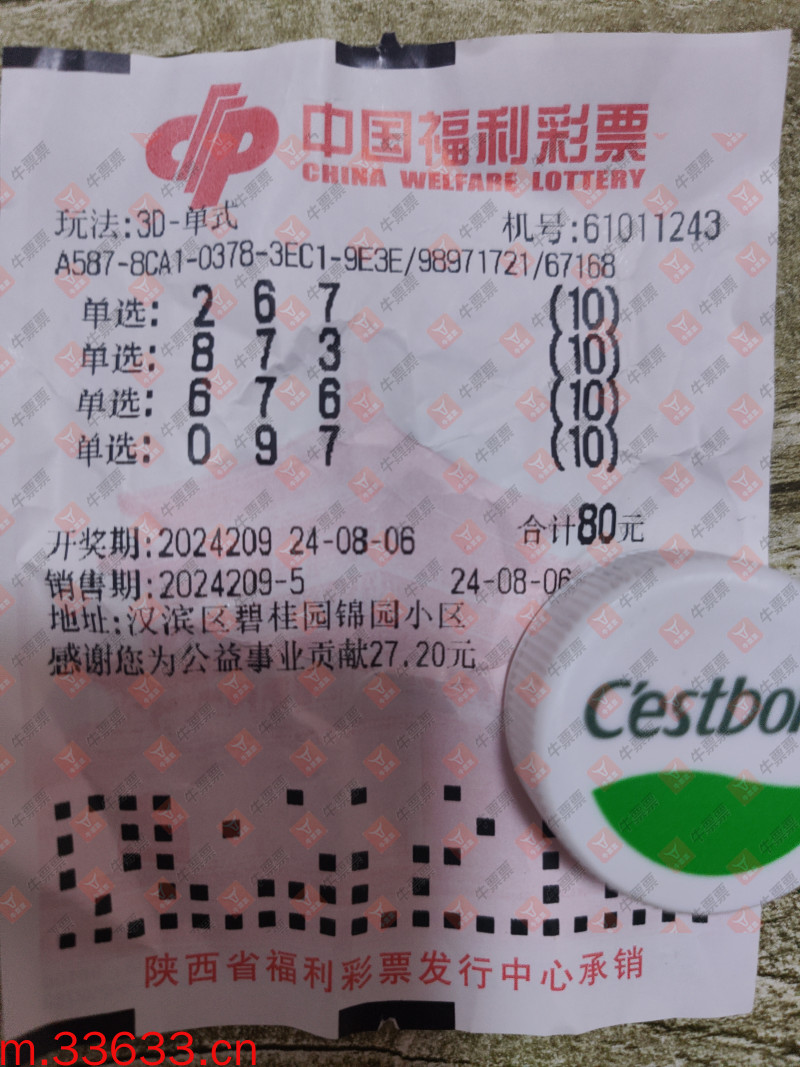 中国福利彩票
CHINA WELFARE LOTTERY
玩法:3D-单式 机号:61011243
A587-8CA1-0378-3EC1-9E3E/98971721/67168
单选: 2 6 7 (10)
单选: 8 7 3 (10)
单选: 6 7 6 (10)
单选: 0 9 7 (10)
合计80元
开奖期:2024209 24-08-06
销售期:2024209-5 24-08-06
地址:汉滨区碧桂园锦园小区
感谢您为公益事业贡献27.20元
C'estbon
陕西省福利彩票发行中心承销
m.33633.cn
牛票票